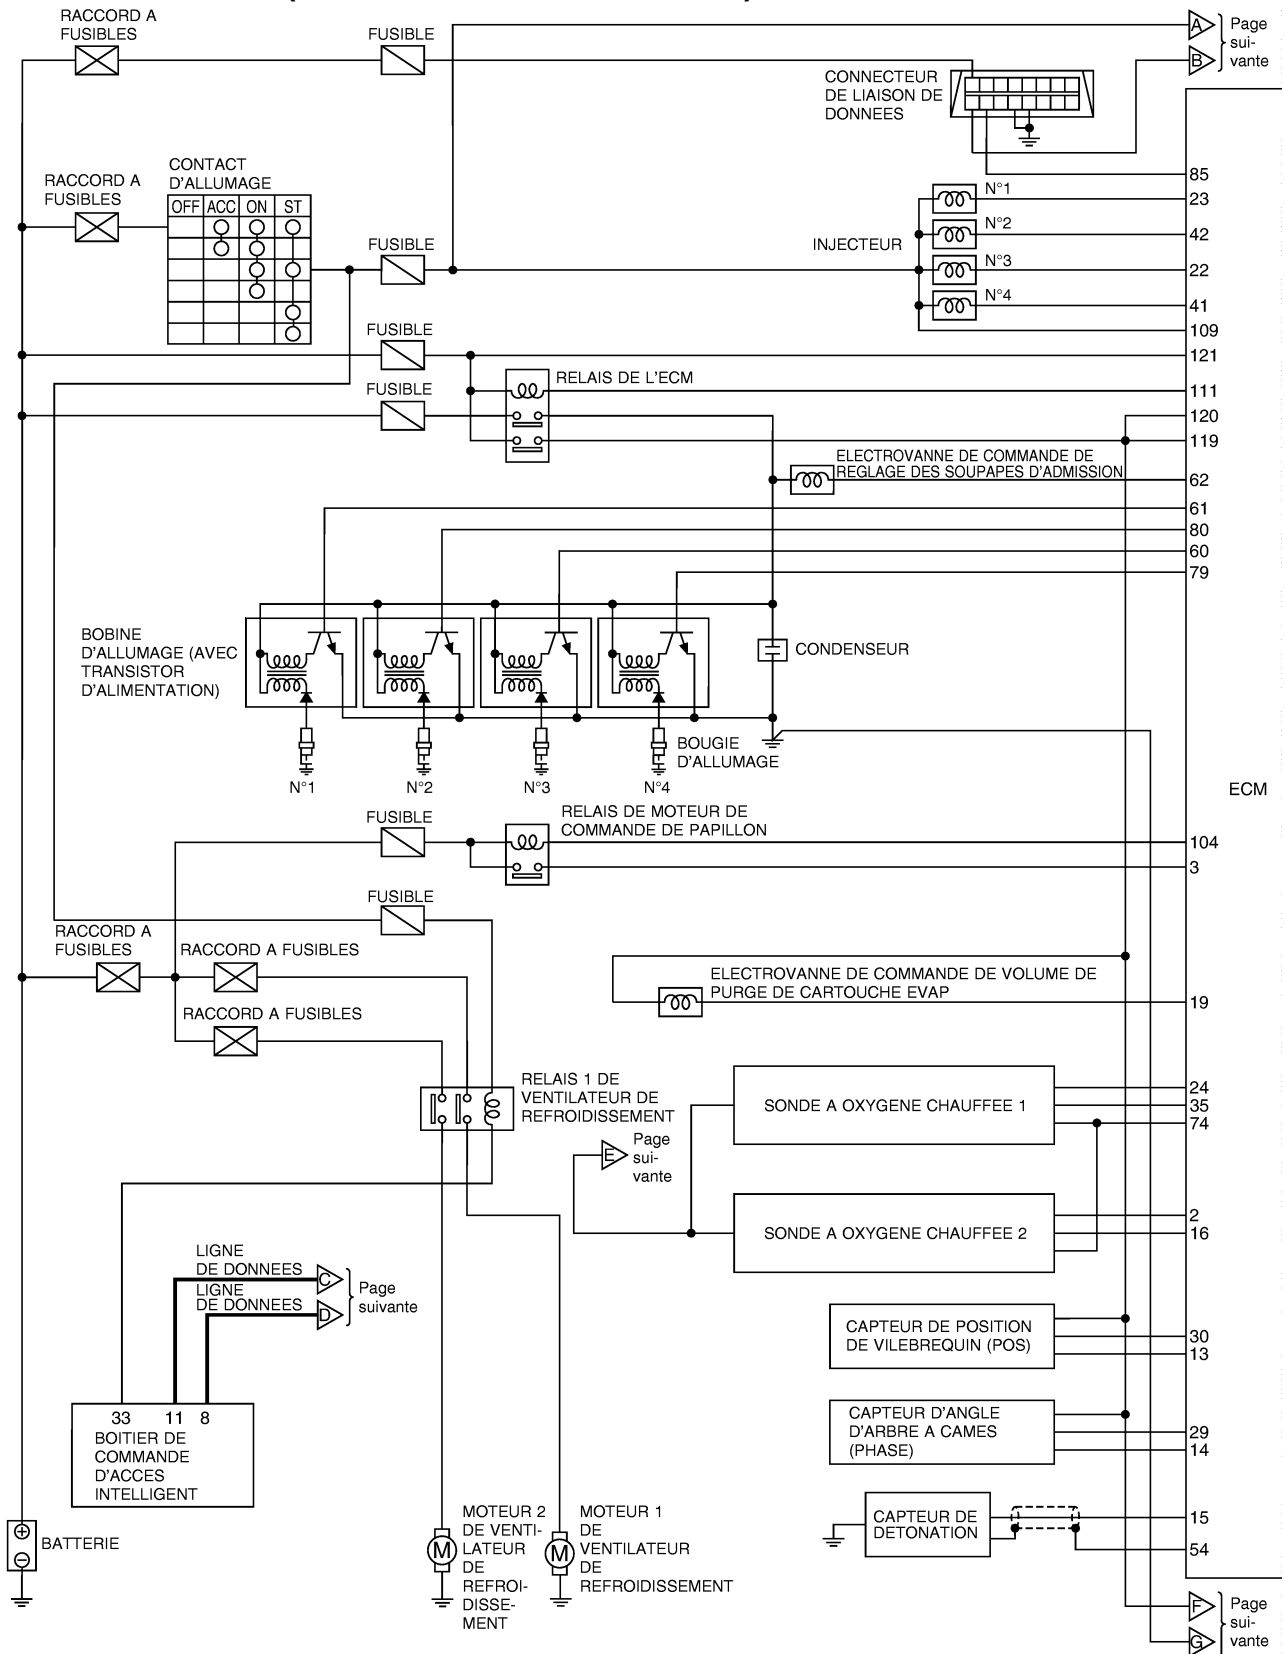 RACCORD A
FUSIBLES
FUSIBLE
A
B
Page
sui-
vante
CONNECTEUR
DE LIAISON DE
DONNEES
85
RACCORD A
FUSIBLES
CONTACT
D'ALLUMAGE
OFF ACC ON ST
FUSIBLE
INJECTEUR
N°1
23
N°2
42
N°3
22
N°4
41
109
FUSIBLE
121
RELAIS DE L'ECM
111
FUSIBLE
120
119
ELECTROVANNE DE COMMANDE DE
REGLAGE DES SOUPAPES D'ADMISSION
62
61
80
60
79
BOBINE
D'ALLUMAGE (AVEC
TRANSISTOR
D'ALIMENTATION)
CONDENSEUR
BOUGIE
D'ALLUMAGE
N°1
N°2
N°3
N°4
ECM
FUSIBLE
RELAIS DE MOTEUR DE
COMMANDE DE PAPILLON
104
3
FUSIBLE
RACCORD A
FUSIBLES
RACCORD A FUSIBLES
RACCORD A FUSIBLES
ELECTROVANNE DE COMMANDE DE VOLUME DE
PURGE DE CARTOUCHE EVAP
19
RELAIS 1 DE
VENTILATEUR DE
REFROIDISSEMENT
SONDE A OXYGENE CHAUFFEE 1
24
35
74
E
Page
sui-
vante
SONDE A OXYGENE CHAUFFEE 2
2
16
LIGNE
DE DONNEES
C
LIGNE
DE DONNEES
D
Page
suivante
CAPTEUR DE POSITION
DE VILEBREQUIN (POS)
30
13
33 11 8
BOITIER DE
COMMANDE
D'ACCES
INTELLIGENT
CAPTEUR D'ANGLE
D'ARBRE A CAMES
(PHASE)
29
14
CAPTEUR DE
DETONATION
15
54
BATTERIE
M
MOTEUR 2
DE VENTI-
LATEUR
DE
REFROI-
DISSE-
MENT
M
MOTEUR 1
DE
VENTILATEUR
DE
REFROIDISSEMENT
F
G
Page
sui-
vante